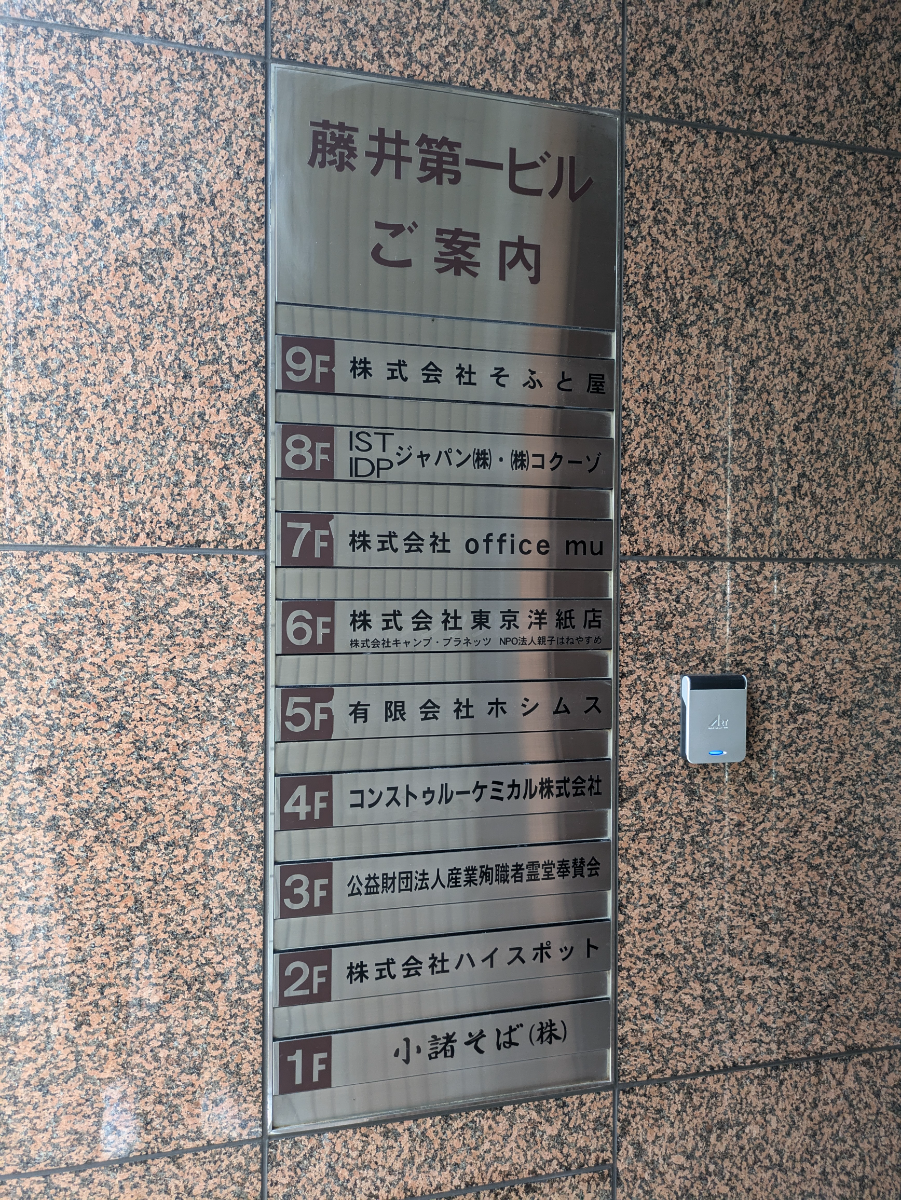 藤井第一ビル
ご案内
9F 株式会社そふと屋
8F IST IDP ジャパン㈱・㈱コクーゾ
7F 株式会社 office mu
6F 株式会社東京洋紙店
株式会社キャンプ・プラネッツ NPO法人親子はねやすめ
5F 有限会社ホシムス
4F コンストゥルーケミカル株式会社
3F 公益財団法人産業殉職者霊堂奉賛会
2F 株式会社ハイスポット
1F 小諸そば(株)